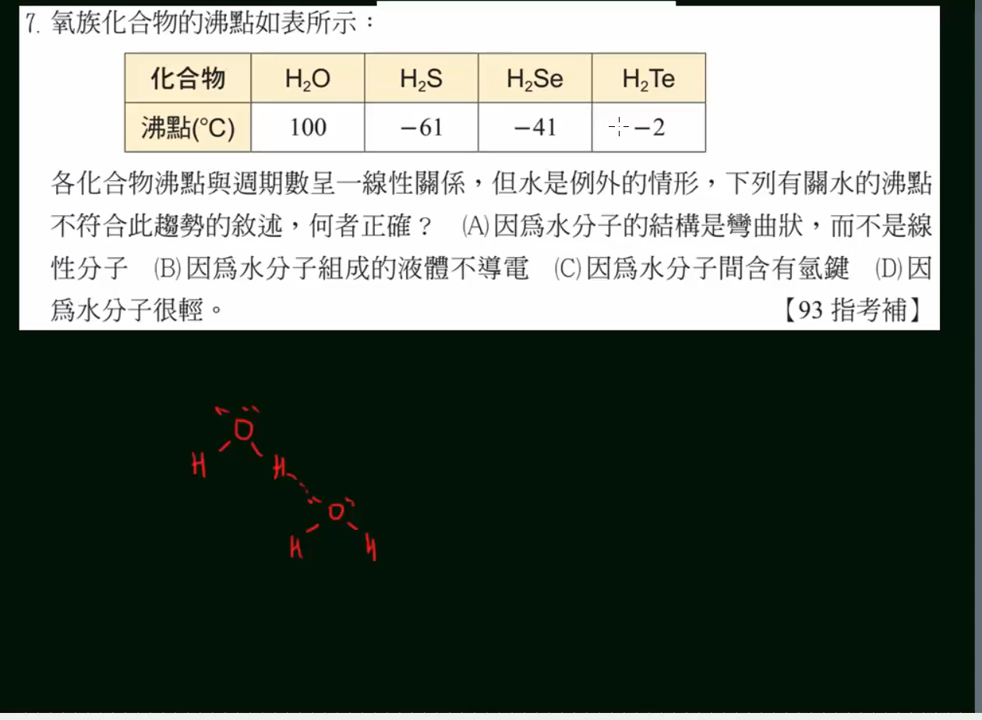 7. 氧族化合物的沸點如表所示：
化合物 H₂O H₂S H₂Se H₂Te
沸點(°C) 100 −61 −41 −2
各化合物沸點與週期數呈一線性關係，但水是例外的情形，下列有關水的沸點
不符合此趨勢的敘述，何者正確？ (A)因爲水分子的結構是彎曲狀，而不是線
性分子 (B)因爲水分子組成的液體不導電 (C)因爲水分子間含有氫鍵 (D)因
爲水分子很輕。 【93 指考補】
O
H H
O
H H